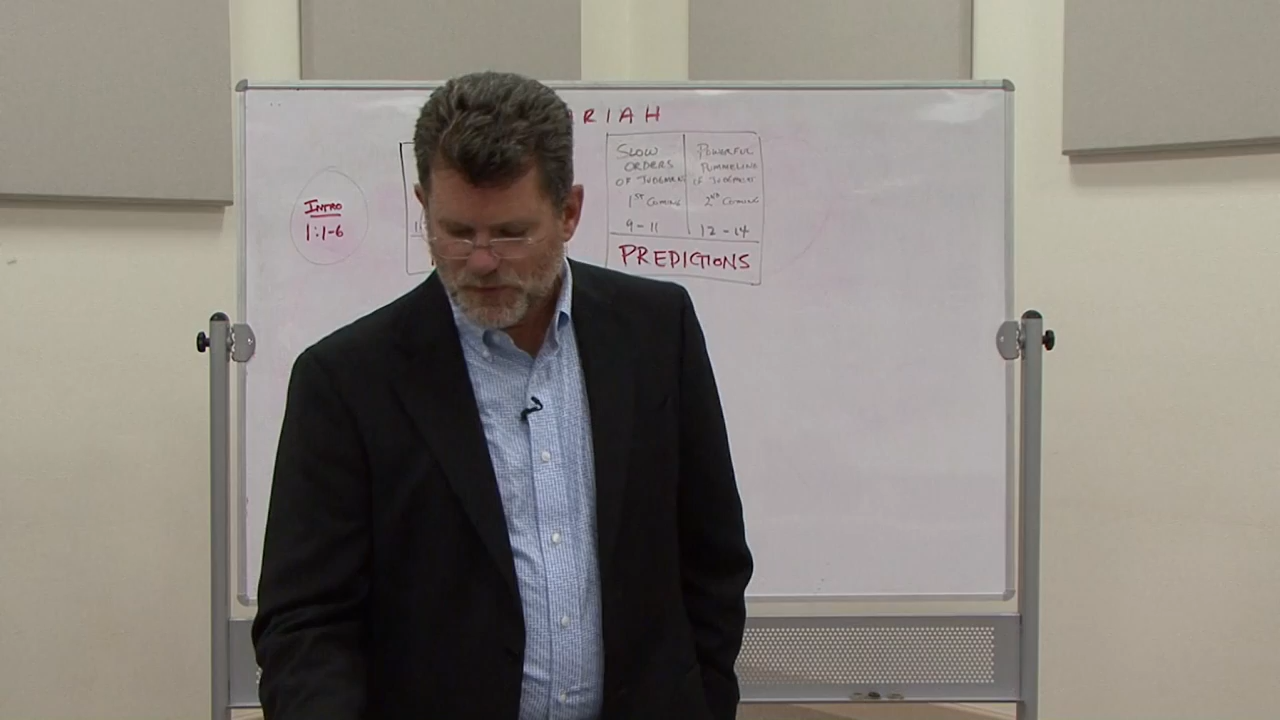 RIAH
INTRO
1:1-6
SLOW
ORDERS
OF JUDGMENT
1ST COMING
9-11
POWERFUL
PUMMELING
OF JUDGMENT
2ND COMING
12-14
PREDICTIONS